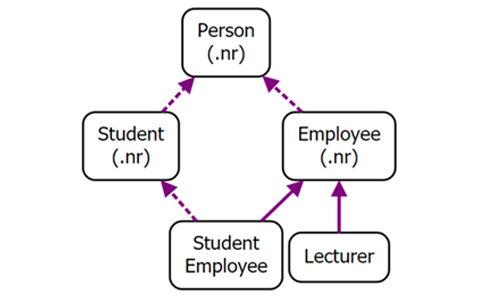 Person
(.nr)
Student
(.nr)
Employee
(.nr)
Student
Employee
Lecturer